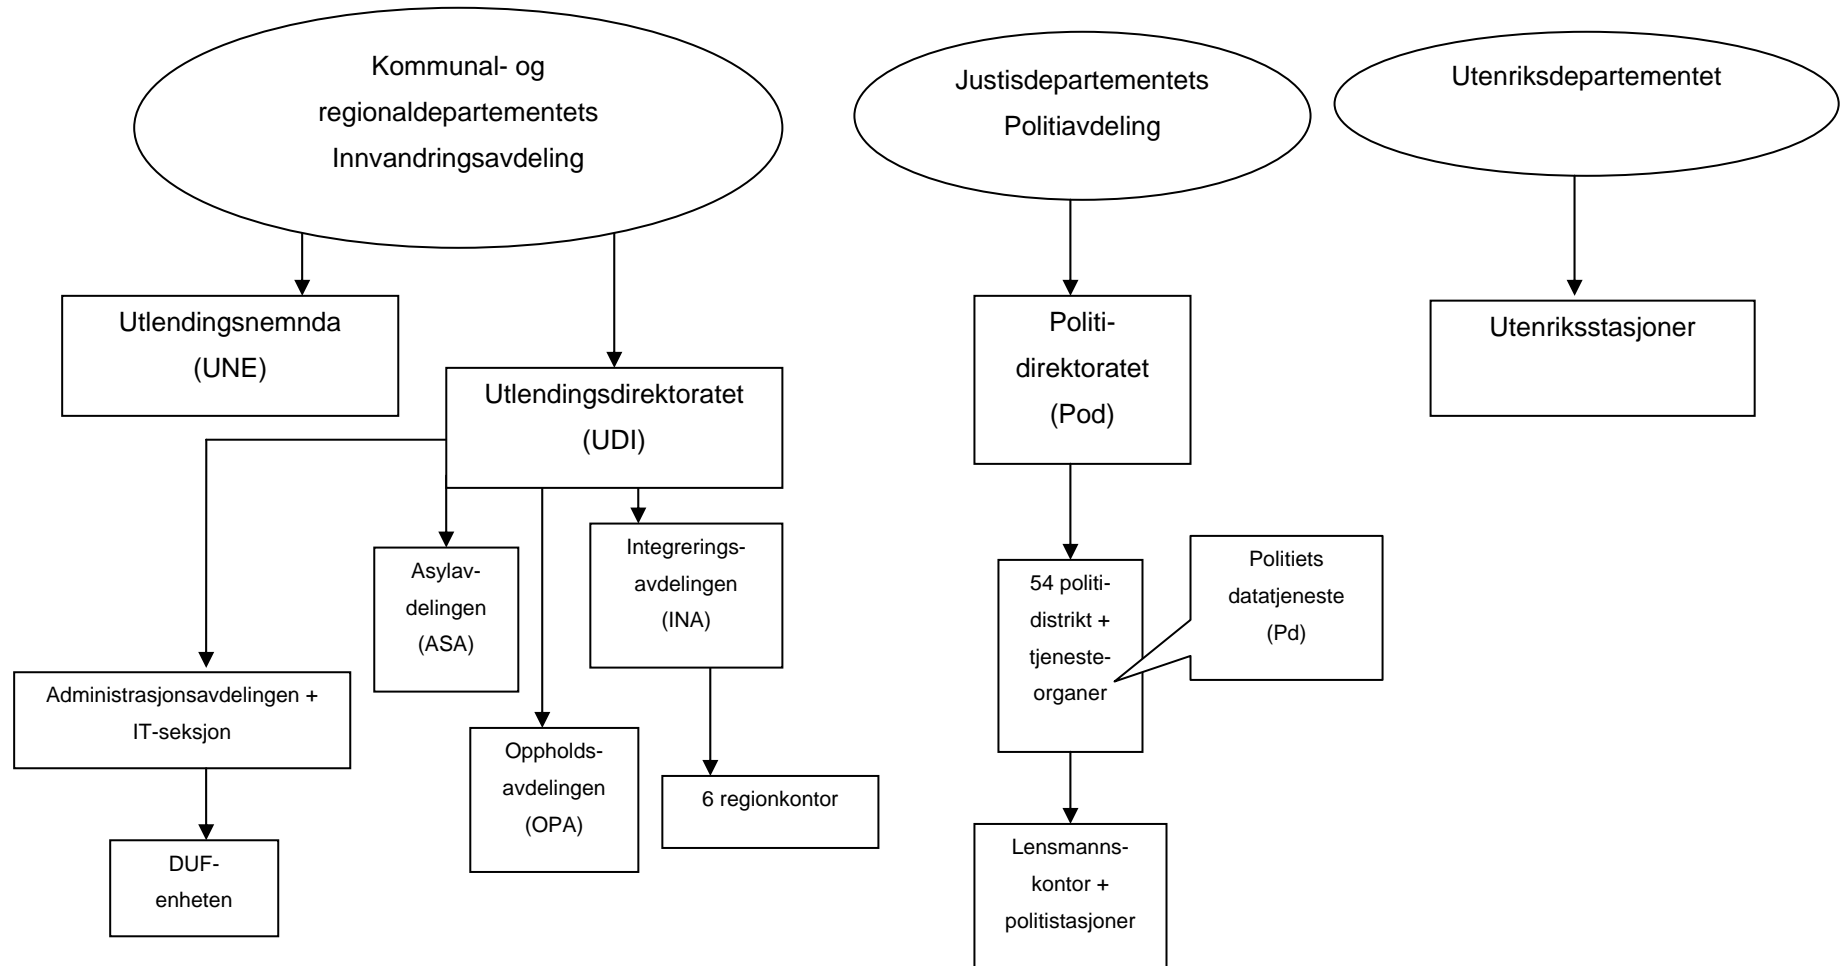 Kommunal- og
regionaldepartementets
Innvandringsavdeling
Justisdepartementets
Politiavdeling
Utenriksdepartementet
Utlendingsnemnda
(UNE)
Utlendingsdirektoratet
(UDI)
Politi-
direktoratet
(Pod)
Utenriksstasjoner
Asylav-
delingen
(ASA)
Integrerings-
avdelingen
(INA)
54 politi-
distrikt +
tjeneste-
organer
Politiets
datatjeneste
(Pd)
Administrasjonsavdelingen +
IT-seksjon
Oppholds-
avdelingen
(OPA)
6 regionkontor
DUF-
enheten
Lensmanns-
kontor +
politistasjoner